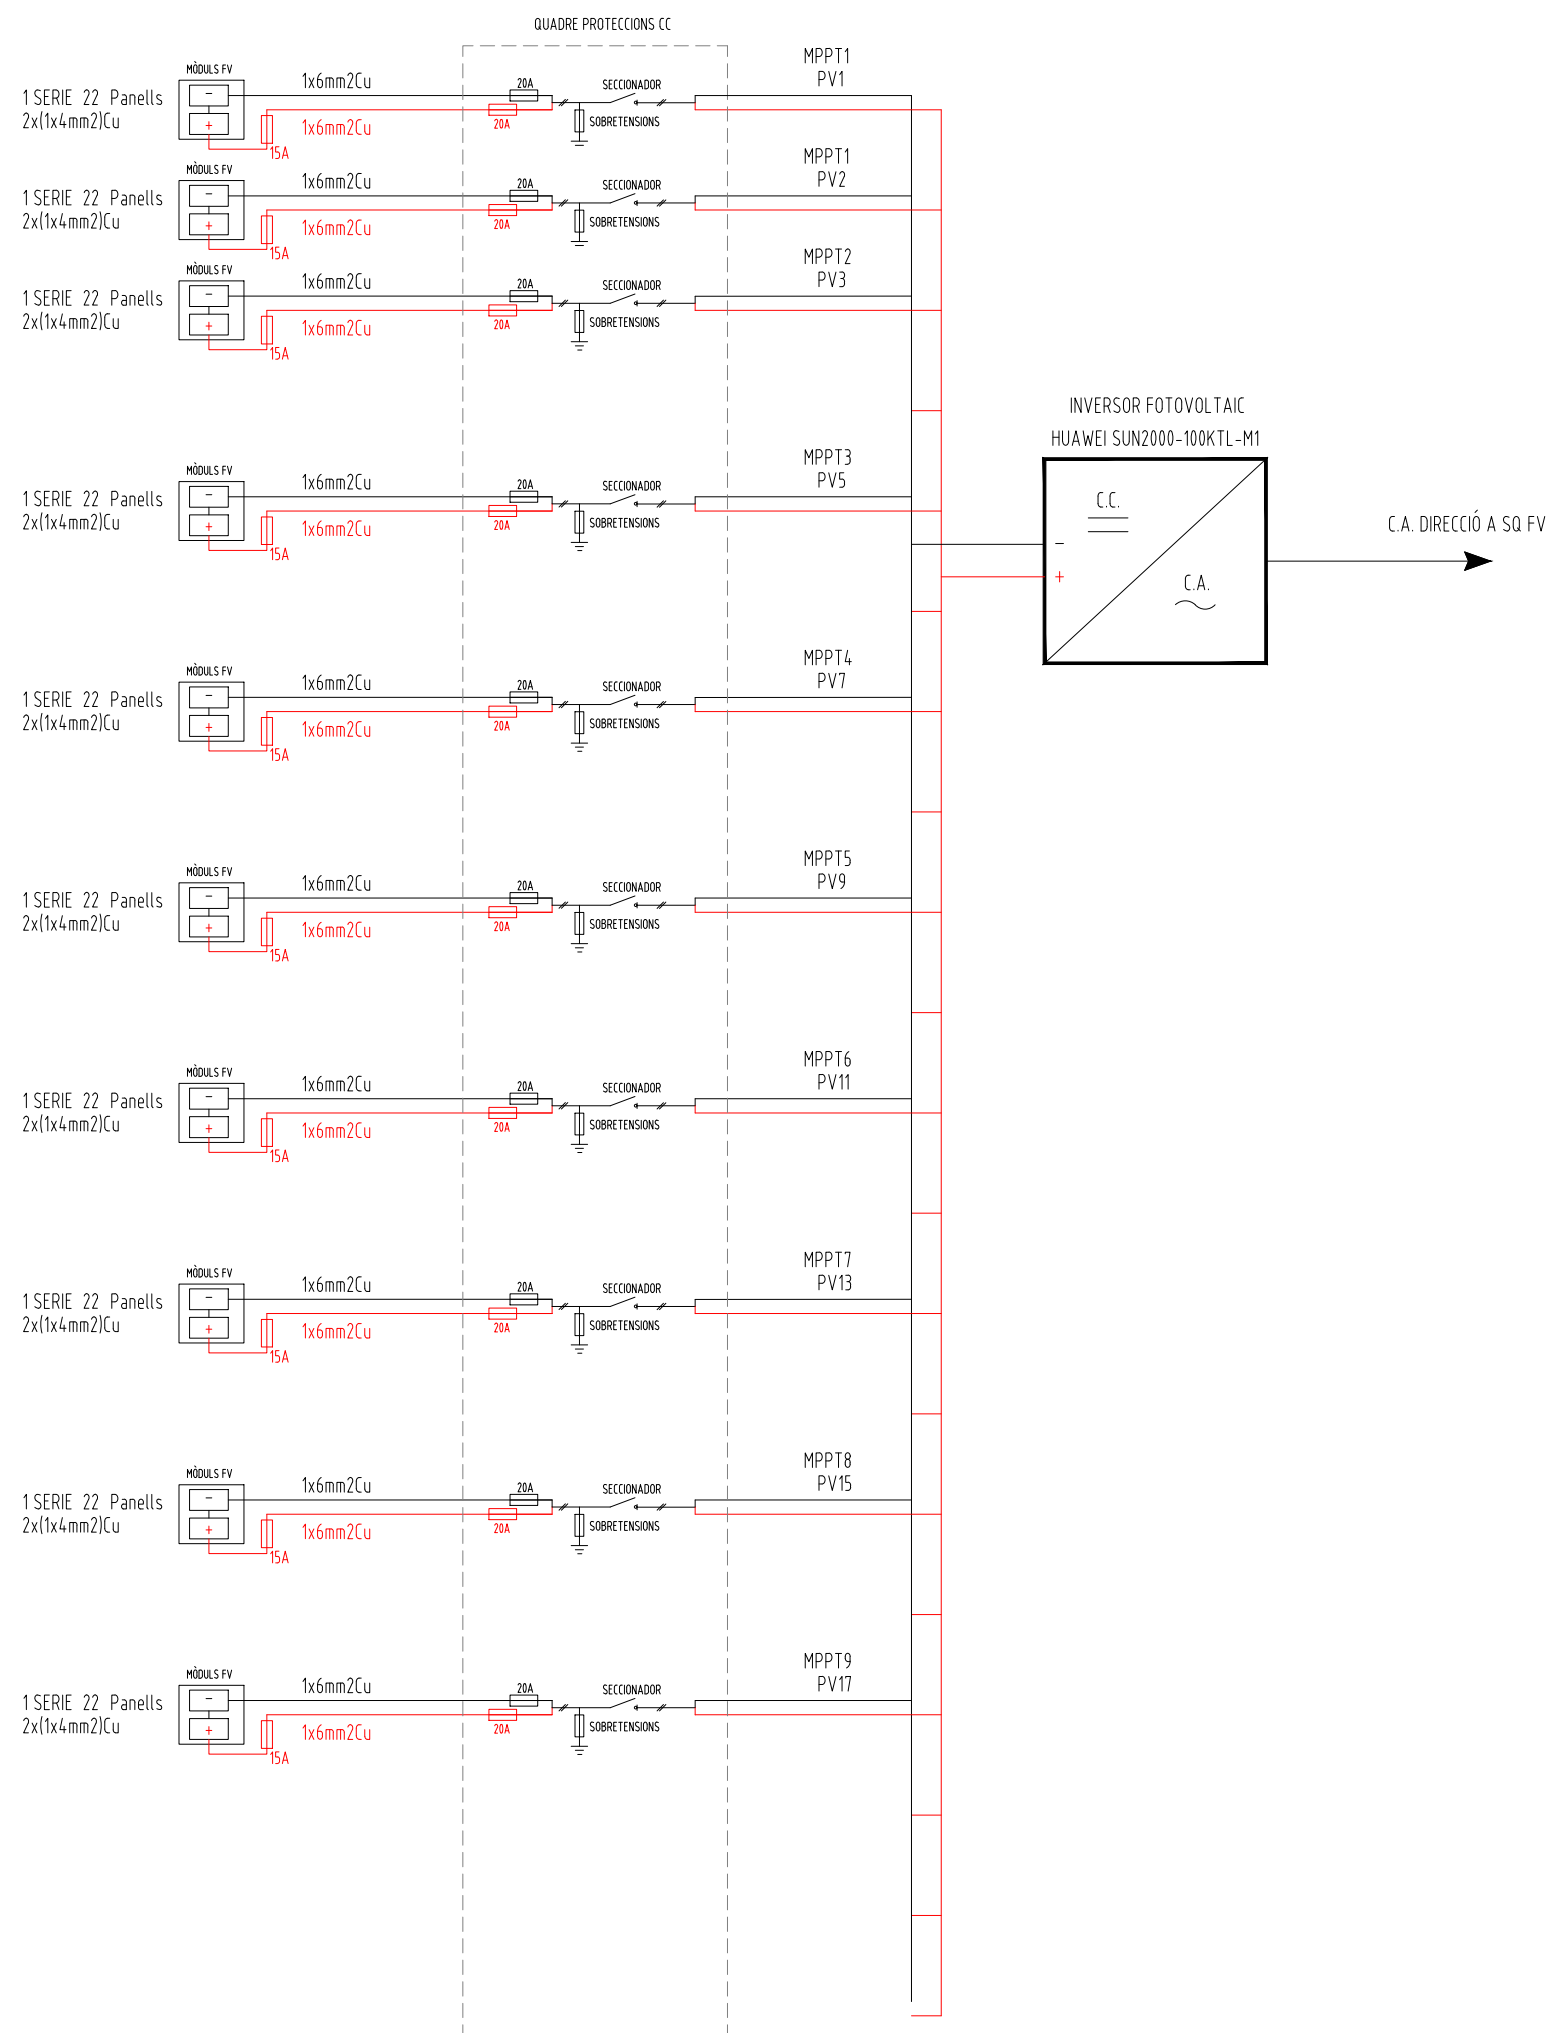 QUADRE PROTECCIONS CC
MPPT1
PV1
MÒDULS FV
1 SERIE 22 Panells
2x(1x4mm2)Cu
-
+
1x6mm2Cu
1x6mm2Cu
15A
20A
20A
SECCIONADOR
SOBRETENSIONS
MPPT1
PV2
MÒDULS FV
1 SERIE 22 Panells
2x(1x4mm2)Cu
-
+
1x6mm2Cu
1x6mm2Cu
15A
20A
20A
SECCIONADOR
SOBRETENSIONS
MPPT2
PV3
MÒDULS FV
1 SERIE 22 Panells
2x(1x4mm2)Cu
-
+
1x6mm2Cu
1x6mm2Cu
15A
20A
20A
SECCIONADOR
SOBRETENSIONS
INVERSOR FOTOVOLTAIC
HUAWEI SUN2000-100KTL-M1
C.C.
-
+
C.A.
C.A. DIRECCIÓ A SQ FV
MPPT3
PV5
MÒDULS FV
1 SERIE 22 Panells
2x(1x4mm2)Cu
-
+
1x6mm2Cu
1x6mm2Cu
15A
20A
20A
SECCIONADOR
SOBRETENSIONS
MPPT4
PV7
MÒDULS FV
1 SERIE 22 Panells
2x(1x4mm2)Cu
-
+
1x6mm2Cu
1x6mm2Cu
15A
20A
20A
SECCIONADOR
SOBRETENSIONS
MPPT5
PV9
MÒDULS FV
1 SERIE 22 Panells
2x(1x4mm2)Cu
-
+
1x6mm2Cu
1x6mm2Cu
15A
20A
20A
SECCIONADOR
SOBRETENSIONS
MPPT6
PV11
MÒDULS FV
1 SERIE 22 Panells
2x(1x4mm2)Cu
-
+
1x6mm2Cu
1x6mm2Cu
15A
20A
20A
SECCIONADOR
SOBRETENSIONS
MPPT7
PV13
MÒDULS FV
1 SERIE 22 Panells
2x(1x4mm2)Cu
-
+
1x6mm2Cu
1x6mm2Cu
15A
20A
20A
SECCIONADOR
SOBRETENSIONS
MPPT8
PV15
MÒDULS FV
1 SERIE 22 Panells
2x(1x4mm2)Cu
-
+
1x6mm2Cu
1x6mm2Cu
15A
20A
20A
SECCIONADOR
SOBRETENSIONS
MPPT9
PV17
MÒDULS FV
1 SERIE 22 Panells
2x(1x4mm2)Cu
-
+
1x6mm2Cu
1x6mm2Cu
15A
20A
20A
SECCIONADOR
SOBRETENSIONS